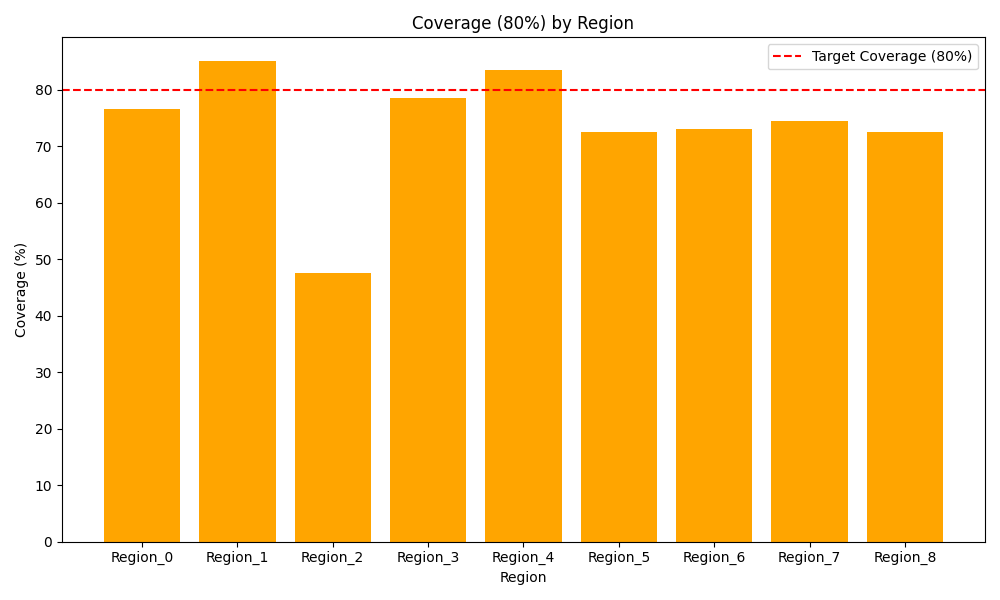 Coverage (80%) by Region
Target Coverage (80%)
Coverage (%)
80
70
60
50
40
30
20
10
0
Region_0 Region_1 Region_2 Region_3 Region_4 Region_5 Region_6 Region_7 Region_8
Region